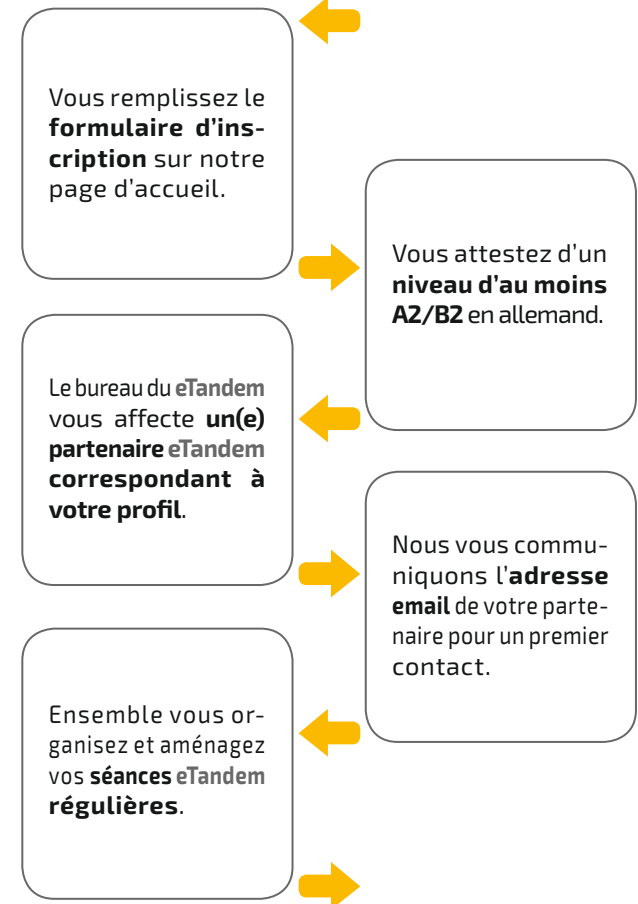 Vous remplissez le
formulaire d’ins-
cription sur notre
page d’accueil.
Vous attestez d’un
niveau d’au moins
A2/B2 en allemand.
Le bureau du eTandem
vous affecte un(e)
partenaire eTandem
correspondant à
votre profil.
Nous vous commu-
niquons l’adresse
email de votre parte-
naire pour un premier
contact.
Ensemble vous or-
ganisez et aménagez
vos séances eTandem
régulières.